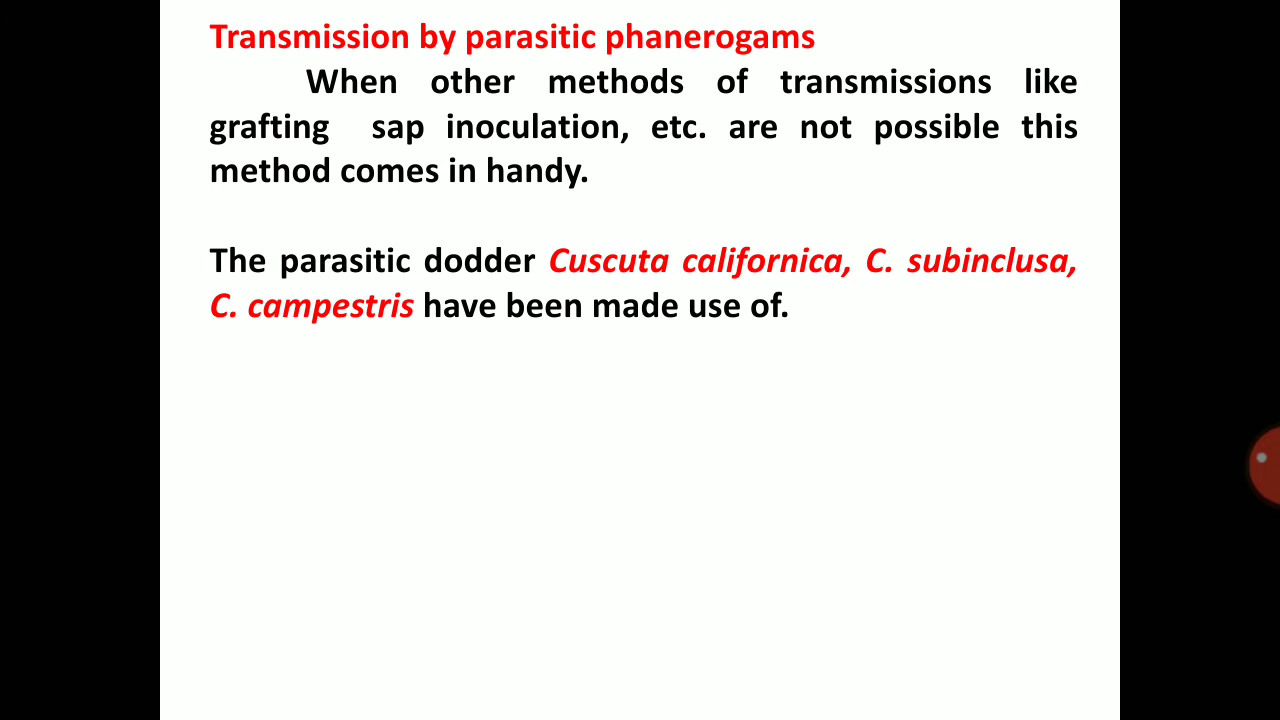 Transmission by parasitic phanerogams
When other methods of transmissions like
grafting sap inoculation, etc. are not possible this
method comes in handy.
The parasitic dodder Cuscuta californica, C. subinclusa,
C. campestris have been made use of.